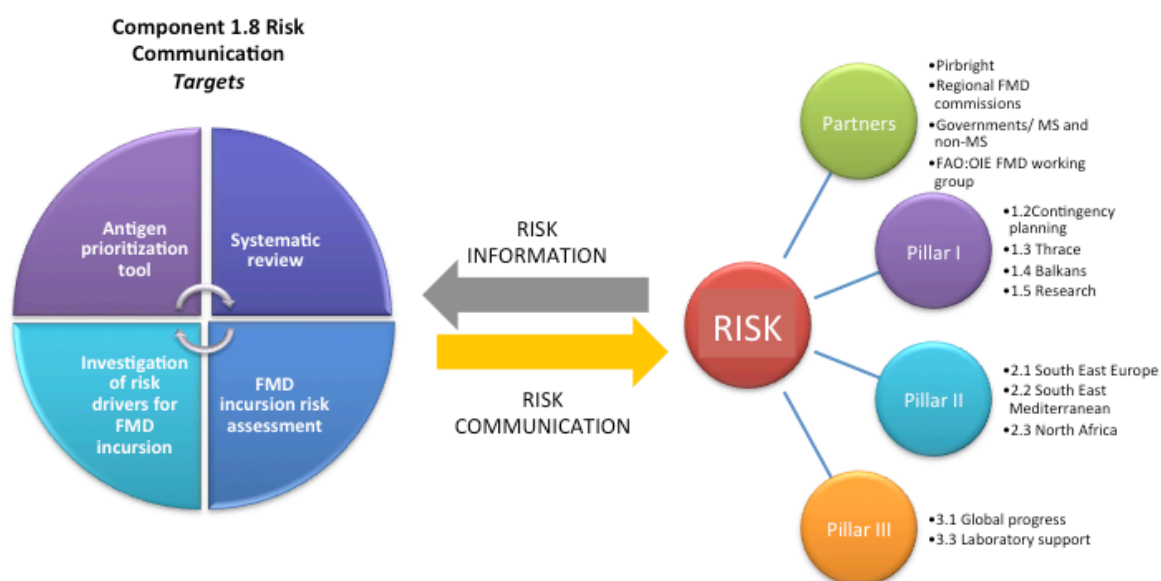 Component 1.8 Risk
Communication
Targets
Antigen
prioritization
tool
Systematic
review
Investigation
of risk
drivers for
FMD
incursion
FMD
incursion risk
assessment
RISK
INFORMATION
RISK
COMMUNICATION
RISK
Partners
•Pirbright
•Regional FMD
commissions
•Governments/ MS and
non-MS
•FAO:OIE FMD working
group
Pillar I
•1.2Contingency
planning
•1.3 Thrace
•1.4 Balkans
•1.5 Research
Pillar II
•2.1 South East Europe
•2.2 South East
Mediterranean
•2.3 North Africa
Pillar III
•3.1 Global progress
•3.3 Laboratory support